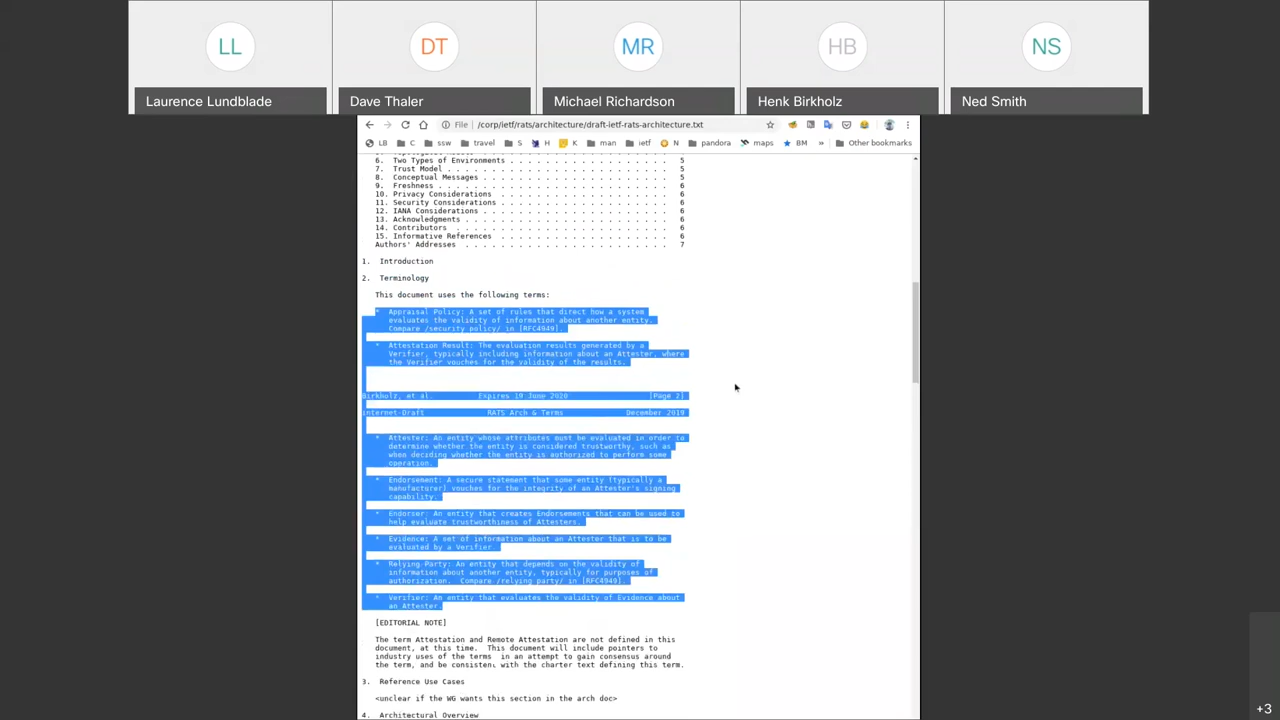 LL
DT
MR
HB
NS
Laurence Lundblade
Dave Thaler
Michael Richardson
Henk Birkholz
Ned Smith
File | /corp/ietf/rats/architecture/draft-ietf-rats-architecture.txt
LB C ssw travel S H K man ietf N pandora maps BM » Other bookmarks
6. Two Types of Environments . . . . . . . . . . . . . . . . . . 5
7. Trust Model . . . . . . . . . . . . . . . . . . . . . . . . . 5
8. Conceptual Messages . . . . . . . . . . . . . . . . . . . . . 5
9. Freshness . . . . . . . . . . . . . . . . . . . . . . . . . . 6
10. Privacy Considerations . . . . . . . . . . . . . . . . . . . 6
11. Security Considerations . . . . . . . . . . . . . . . . . . . 6
12. IANA Considerations . . . . . . . . . . . . . . . . . . . . . 6
13. Acknowledgments . . . . . . . . . . . . . . . . . . . . . . . 6
14. Contributors . . . . . . . . . . . . . . . . . . . . . . . . 6
15. Informative References . . . . . . . . . . . . . . . . . . . 6
Authors' Addresses . . . . . . . . . . . . . . . . . . . . . . . 7
1. Introduction
2. Terminology
This document uses the following terms:
* Appraisal Policy: A set of rules that direct how a system
evaluates the validity of information about another entity.
Compare /security policy/ in [RFC4949].
* Attestation Result: The evaluation results generated by a
Verifier, typically including information about an Attester, where
the Verifier vouches for the validity of the results.
Birkholz, et al. Expires 19 June 2020 [Page 2]
Internet-Draft RATS Arch & Terms December 2019
* Attester: An entity whose attributes must be evaluated in order to
determine whether the entity is considered trustworthy, such as
when deciding whether the entity is authorized to perform some
operation.
* Endorsement: A secure statement that some entity (typically a
manufacturer) vouches for the integrity of an Attester's signing
capability.
* Endorser: An entity that creates Endorsements that can be used to
help evaluate trustworthiness of Attesters.
* Evidence: A set of information about an Attester that is to be
evaluated by a Verifier.
* Relying Party: An entity that depends on the validity of
information about another entity, typically for purposes of
authorization. Compare /relying party/ in [RFC4949].
* Verifier: An entity that evaluates the validity of Evidence about
an Attester.
[EDITORIAL NOTE]
The term Attestation and Remote Attestation are not defined in this
document, at this time. This document will include pointers to
industry uses of the terms in an attempt to gain consensus around
the term, and be consistent with the charter text defining this term.
3. Reference Use Cases
<unclear if the WG wants this section in the arch doc>
4. Architectural Overview
+3